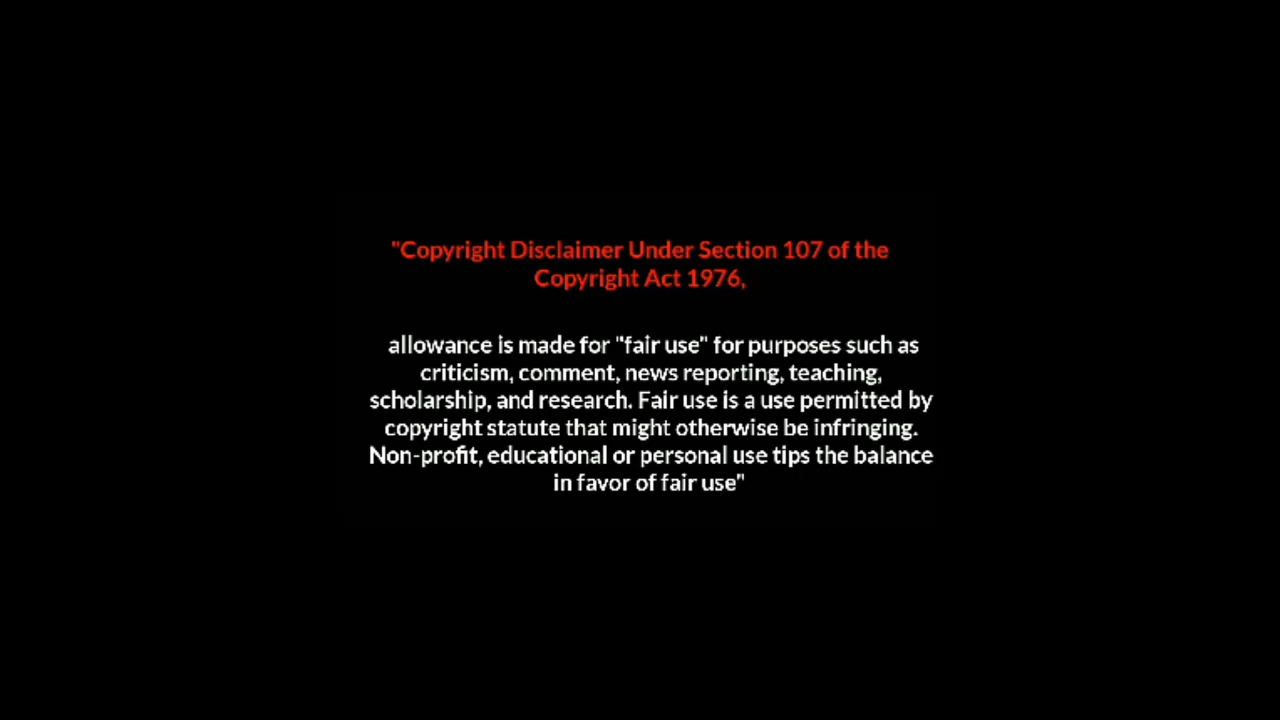 "Copyright Disclaimer Under Section 107 of the
Copyright Act 1976,
allowance is made for "fair use" for purposes such as
criticism, comment, news reporting, teaching,
scholarship, and research. Fair use is a use permitted by
copyright statute that might otherwise be infringing.
Non-profit, educational or personal use tips the balance
in favor of fair use"